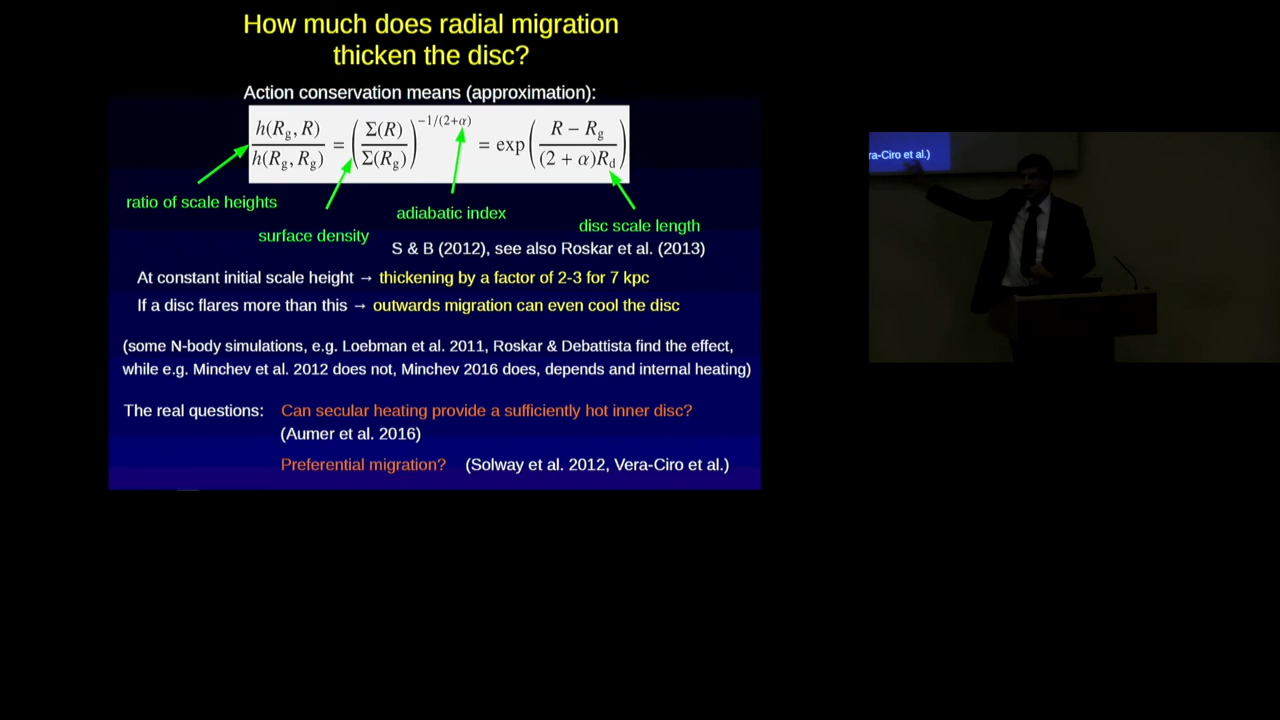 How much does radial migration
thicken the disc?
Action conservation means (approximation):
h(R_g, R) / h(R_g, R_g) = (Σ(R) / Σ(R_g))^{-1/(2+α)} = exp((R − R_g) / ((2 + α)R_d))
ratio of scale heights
surface density
adiabatic index
disc scale length
S & B (2012), see also Roskar et al. (2013)
At constant initial scale height → thickening by a factor of 2-3 for 7 kpc
If a disc flares more than this → outwards migration can even cool the disc
(some N-body simulations, e.g. Loebman et al. 2011, Roskar & Debattista find the effect,
while e.g. Minchev et al. 2012 does not, Minchev 2016 does, depends and internal heating)
The real questions: Can secular heating provide a sufficiently hot inner disc?
(Aumer et al. 2016)
Preferential migration? (Solway et al. 2012, Vera-Ciro et al.)
ra-Ciro et al.)